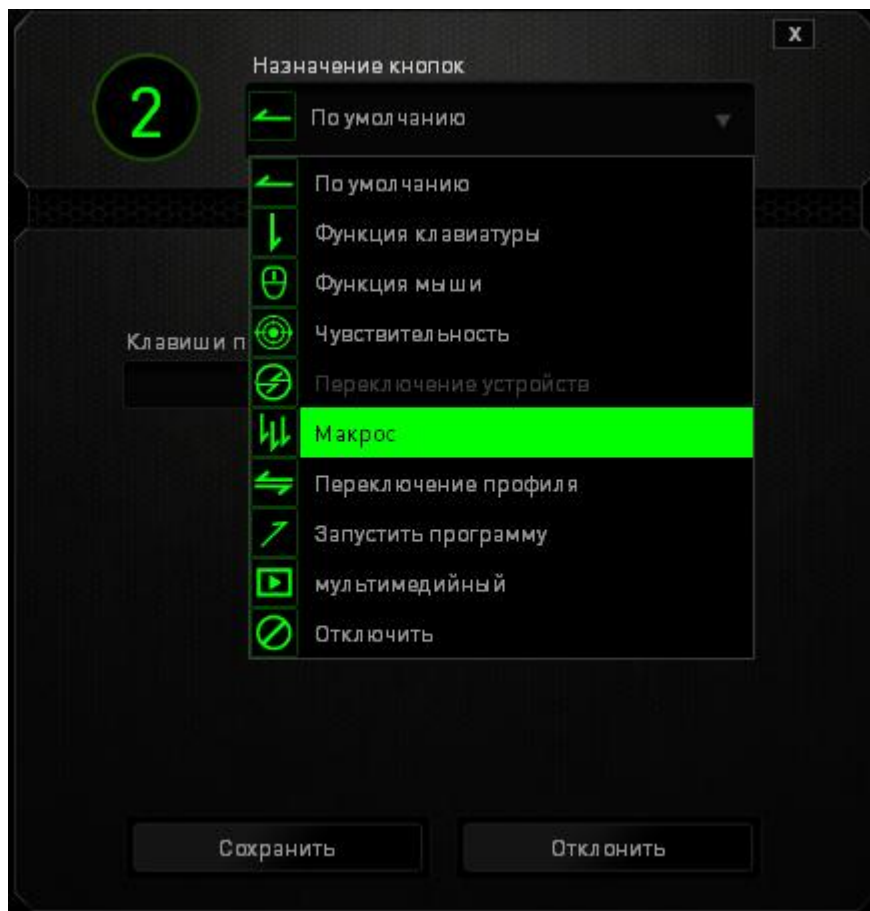 X
Назначение кнопок
2
По умолчанию
По умолчанию
Функция клавиатуры
Функция мыши
Чувствительность
Клавиши п
Переключение устройств
Макрос
Переключение профиля
Запустить программу
мультимедийный
Отключить
Сохранить
Отклонить